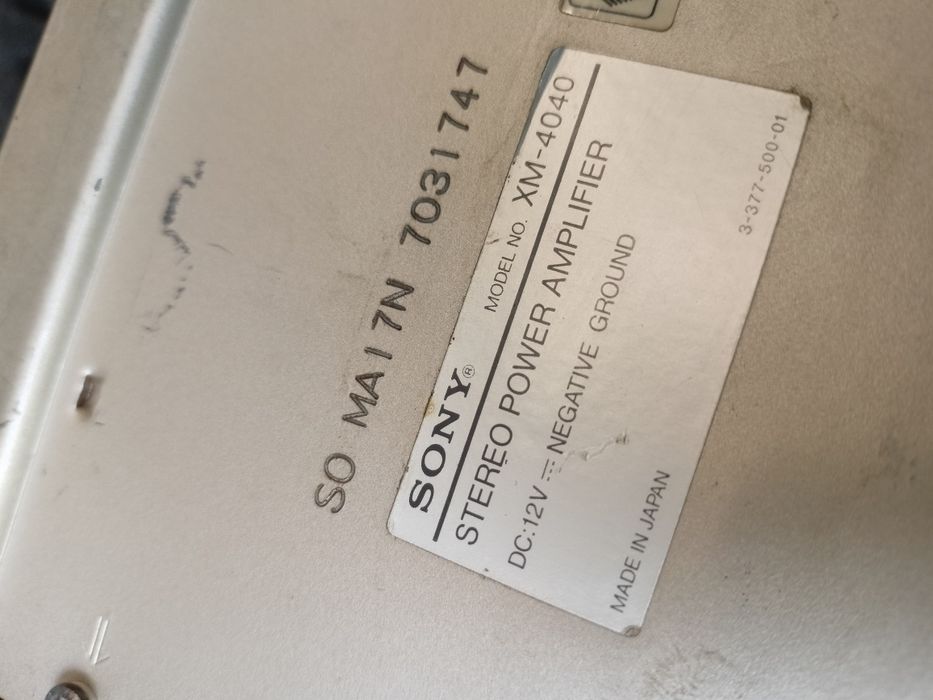 SO MA17N 7031747
SONY® MODEL NO. XM-4040
STEREO POWER AMPLIFIER
DC:12V ⎓ NEGATIVE GROUND
MADE IN JAPAN 3-377-500-01